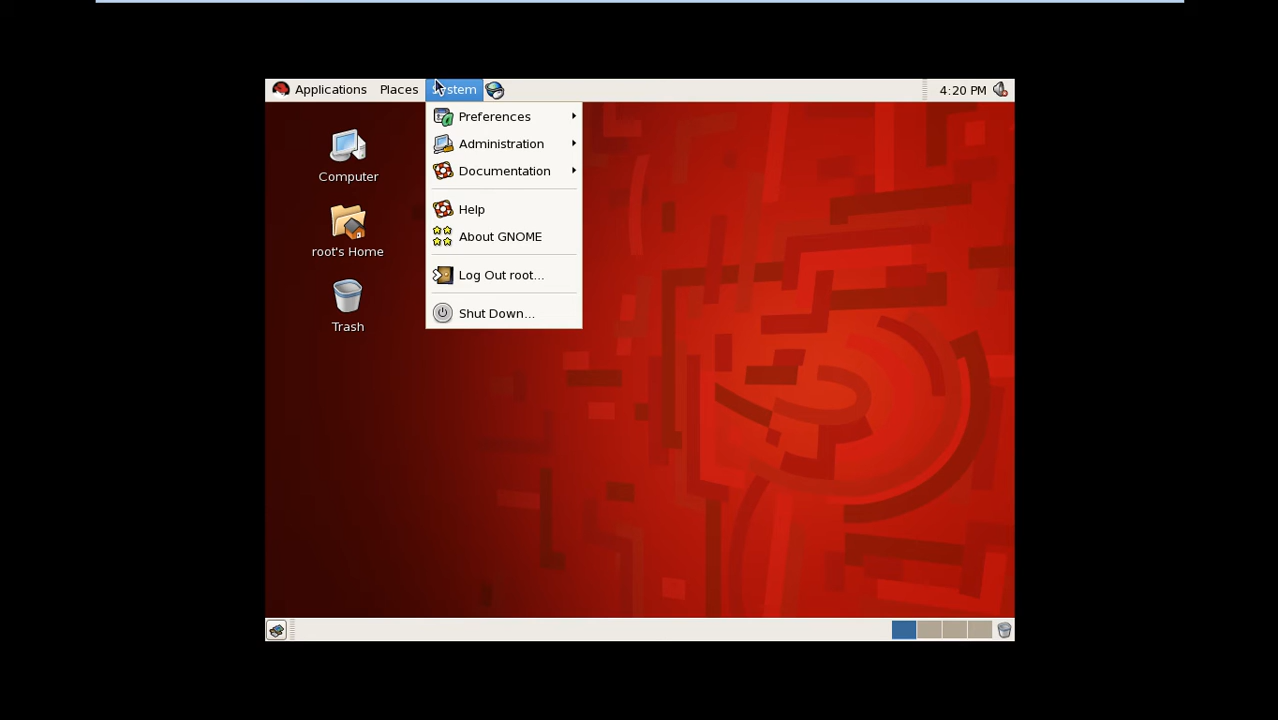 Applications Places System 4:20 PM
Preferences
Administration
Documentation
Help
About GNOME
Log Out root...
Shut Down...
Computer
root's Home
Trash